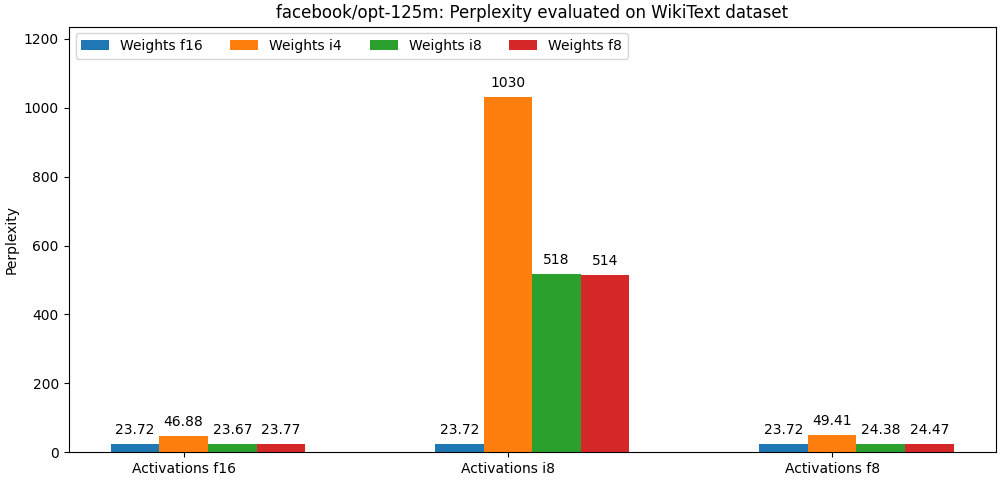 facebook/opt-125m: Perplexity evaluated on WikiText dataset
Weights f16 Weights i4 Weights i8 Weights f8
Perplexity
1200
1000
800
600
400
200
0
23.72 46.88 23.67 23.77
23.72 1030 518 514
23.72 49.41 24.38 24.47
Activations f16 Activations i8 Activations f8